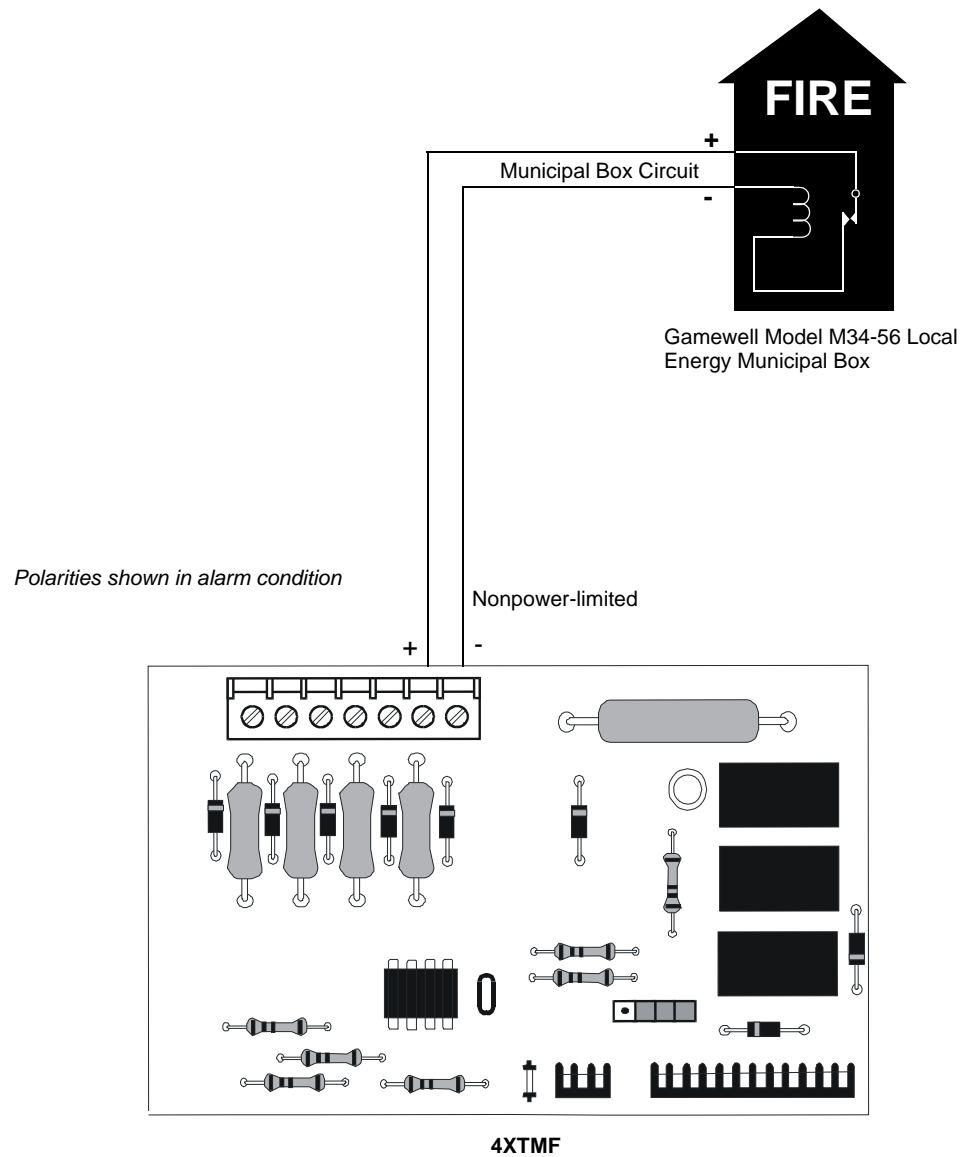 FIRE
+
Municipal Box Circuit
-
Gamewell Model M34-56 Local
Energy Municipal Box
Polarities shown in alarm condition
Nonpower-limited
+ -
4XTMF